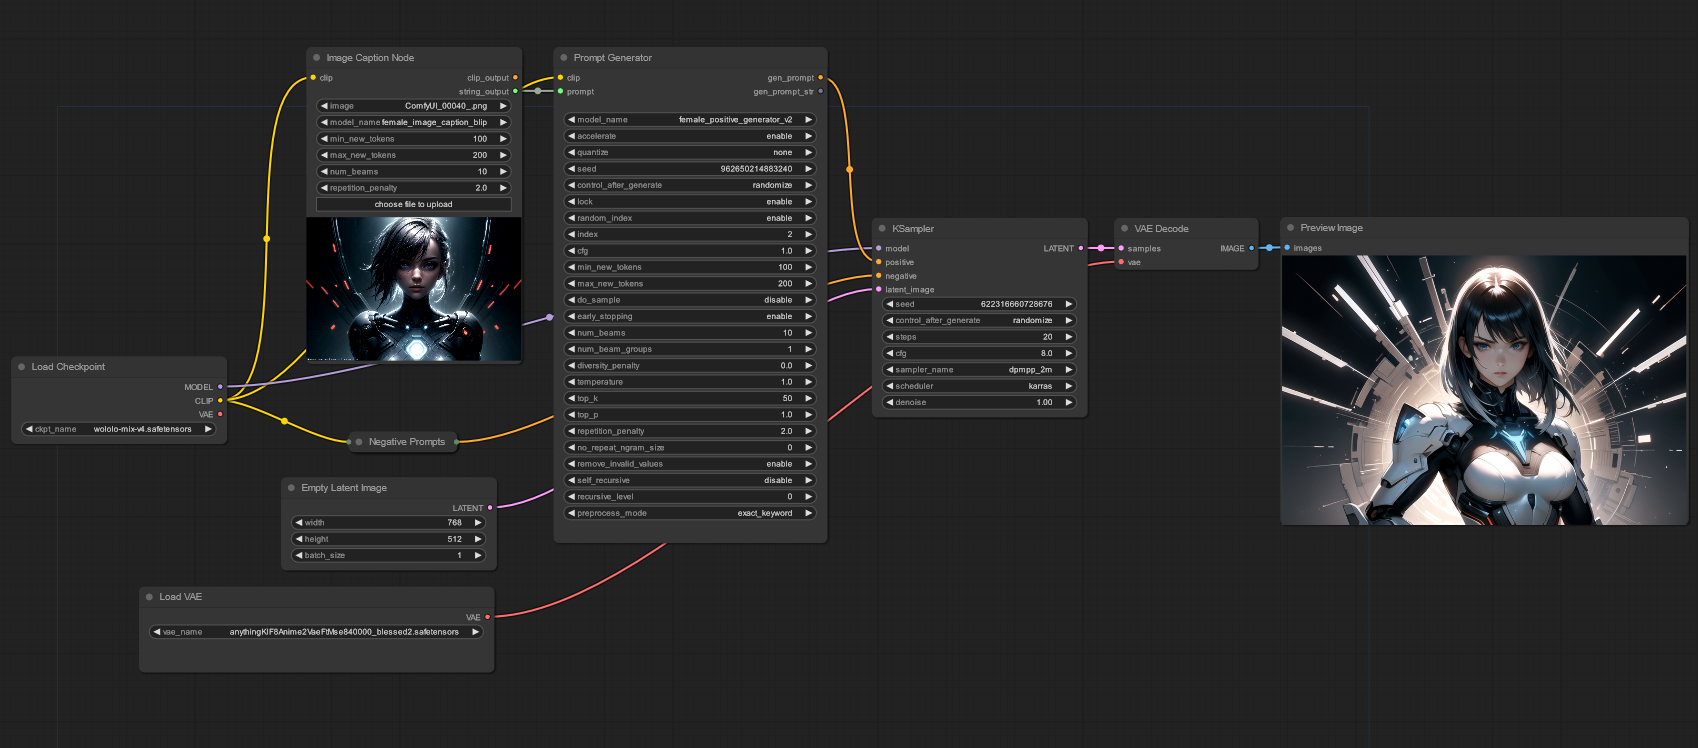 Image Caption Node
clip clip_output
string_output
image ComfyUI_00040_.png
model_name female_image_caption_blip
min_new_tokens 100
max_new_tokens 200
num_beams 10
repetition_penalty 2.0
choose file to upload
Prompt Generator
clip gen_prompt
prompt gen_prompt_str
model_name female_positive_generator_v2
accelerate enable
quantize none
seed 962650214883240
control_after_generate randomize
lock enable
random_index enable
index 2
cfg 1.0
min_new_tokens 100
max_new_tokens 200
do_sample disable
early_stopping enable
num_beams 10
num_beam_groups 1
diversity_penalty 0.0
temperature 1.0
top_k 50
top_p 1.0
repetition_penalty 2.0
no_repeat_ngram_size 0
remove_invalid_values enable
self_recursive disable
recursive_level 0
preprocess_mode exact_keyword
KSampler
model LATENT
positive
negative
latent_image
seed 622316660728676
control_after_generate randomize
steps 20
cfg 8.0
sampler_name dpmpp_2m
scheduler karras
denoise 1.00
VAE Decode
samples IMAGE
vae
Preview Image
images
Load Checkpoint
MODEL
CLIP
VAE
ckpt_name wololo-mix-v4.safetensors
Negative Prompts
Empty Latent Image
LATENT
width 768
height 512
batch_size 1
Load VAE
VAE
vae_name anythingKlF8Anime2VaeFtMse840000_blessed2.safetensors